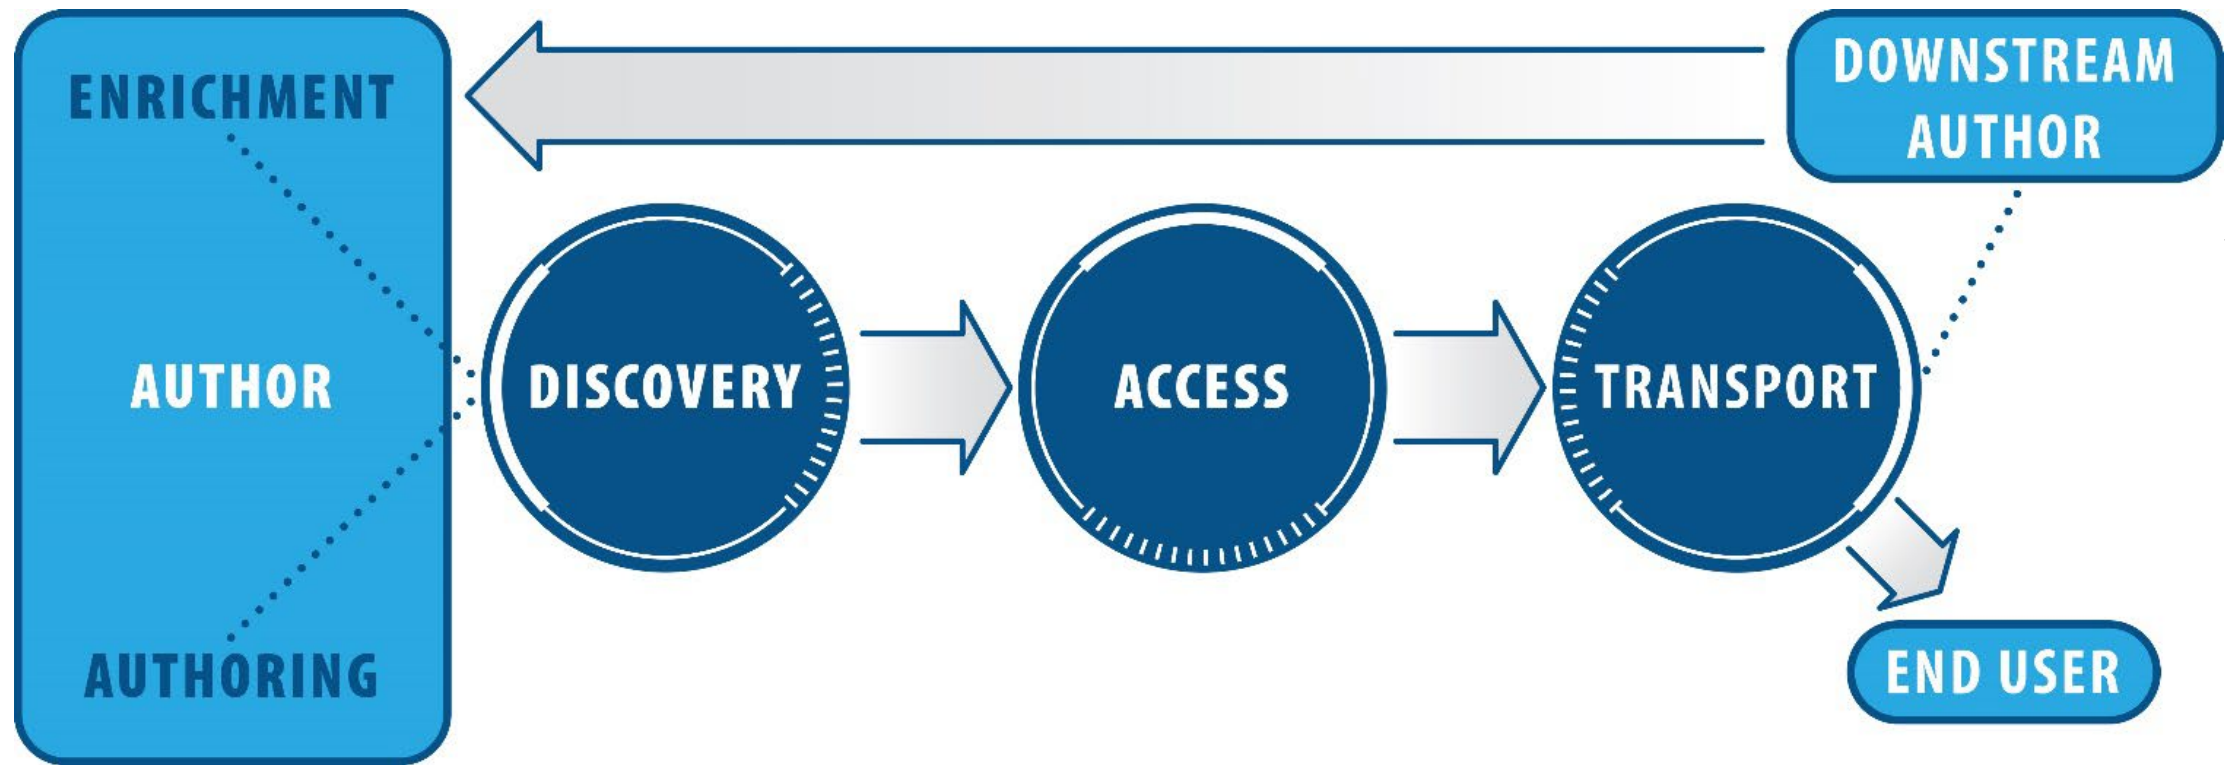 ENRICHMENT
AUTHOR
AUTHORING
DISCOVERY
ACCESS
TRANSPORT
DOWNSTREAM
AUTHOR
END USER